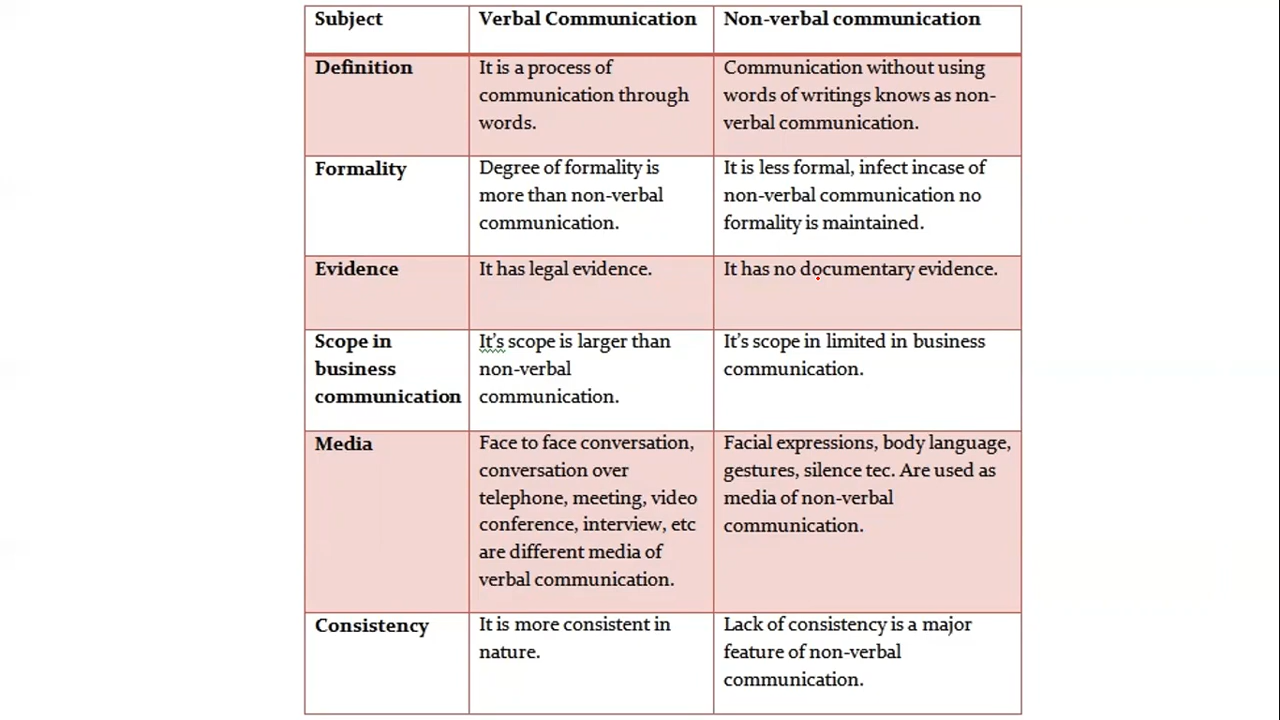 Subject
Verbal Communication
Non-verbal communication
Definition
It is a process of
communication through
words.
Communication without using
words of writings knows as non-
verbal communication.
Formality
Degree of formality is
more than non-verbal
communication.
It is less formal, infect incase of
non-verbal communication no
formality is maintained.
Evidence
It has legal evidence.
It has no documentary evidence.
Scope in
business
communication
It’s scope is larger than
non-verbal
communication.
It’s scope in limited in business
communication.
Media
Face to face conversation,
conversation over
telephone, meeting, video
conference, interview, etc
are different media of
verbal communication.
Facial expressions, body language,
gestures, silence tec. Are used as
media of non-verbal
communication.
Consistency
It is more consistent in
nature.
Lack of consistency is a major
feature of non-verbal
communication.